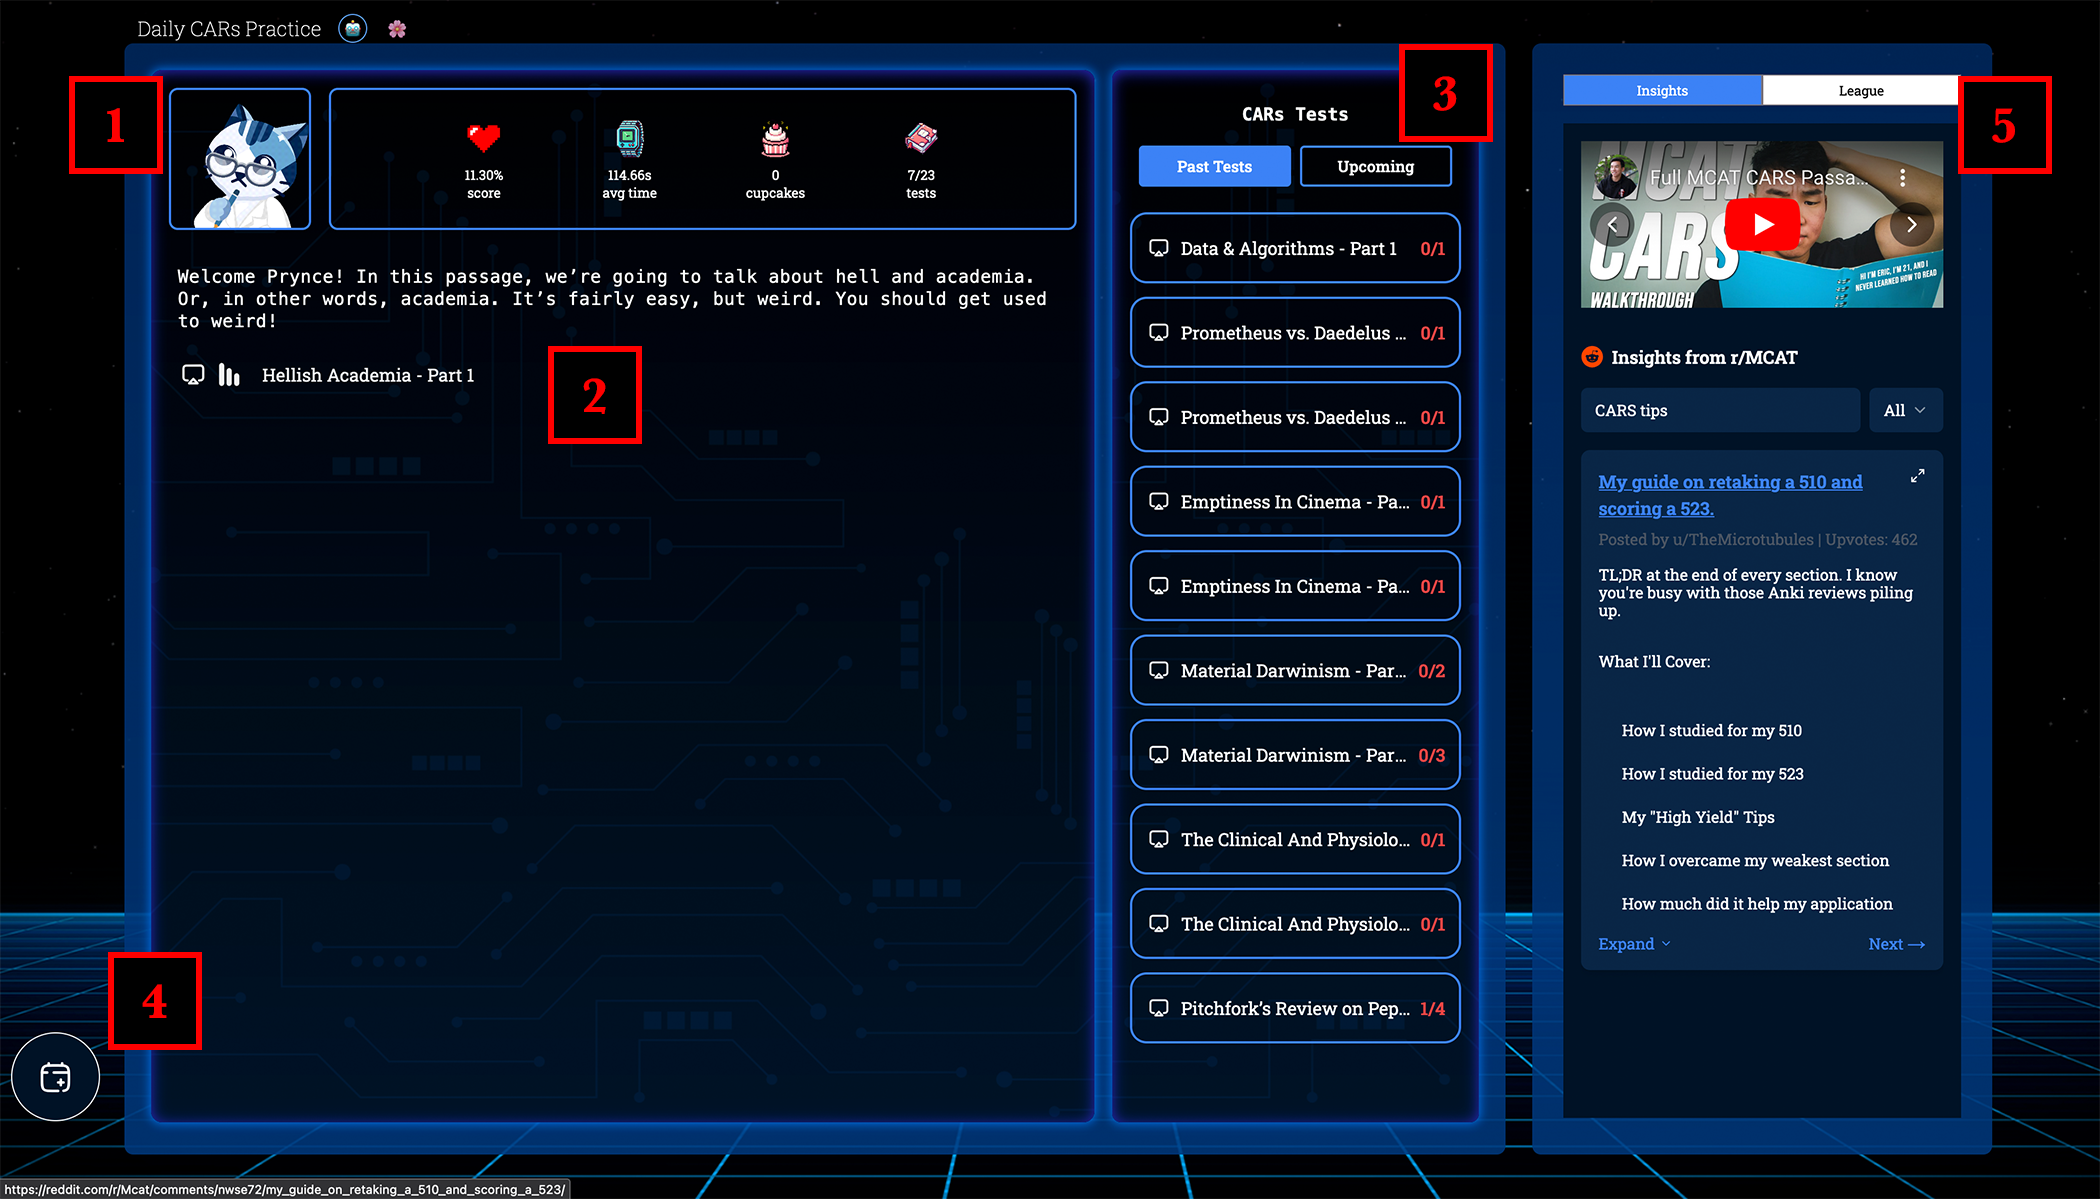 Daily CARs Practice
1
11.30%
score
114.66s
avg time
0
cupcakes
7/23
tests
Welcome Prynce! In this passage, we're going to talk about hell and academia.
Or, in other words, academia. It's fairly easy, but weird. You should get used
to weird!
Hellish Academia - Part 1
2
3
CARs Tests
Past Tests
Upcoming
Data & Algorithms - Part 1 0/1
Prometheus vs. Daedelus ... 0/1
Prometheus vs. Daedelus ... 0/1
Emptiness In Cinema - Pa... 0/1
Emptiness In Cinema - Pa... 0/1
Material Darwinism - Par... 0/2
Material Darwinism - Par... 0/3
The Clinical And Physiolo... 0/1
The Clinical And Physiolo... 0/1
Pitchfork's Review on Pep... 1/4
4
5
Insights
League
MCAT
Full MCAT CARS Passa...
CARS
WALKTHROUGH
HI I'M ERIC, I'M 21, AND I
NEVER LEARNED HOW TO READ
Insights from r/MCAT
CARS tips
All
My guide on retaking a 510 and
scoring a 523.
Posted by u/TheMicrotubules | Upvotes: 462
TL;DR at the end of every section. I know
you're busy with those Anki reviews piling
up.
What I'll Cover:
How I studied for my 510
How I studied for my 523
My "High Yield" Tips
How I overcame my weakest section
How much did it help my application
Expand
Next →
https://reddit.com/r/Mcat/comments/nwse72/my_guide_on_retaking_a_510_and_scoring_a_523/